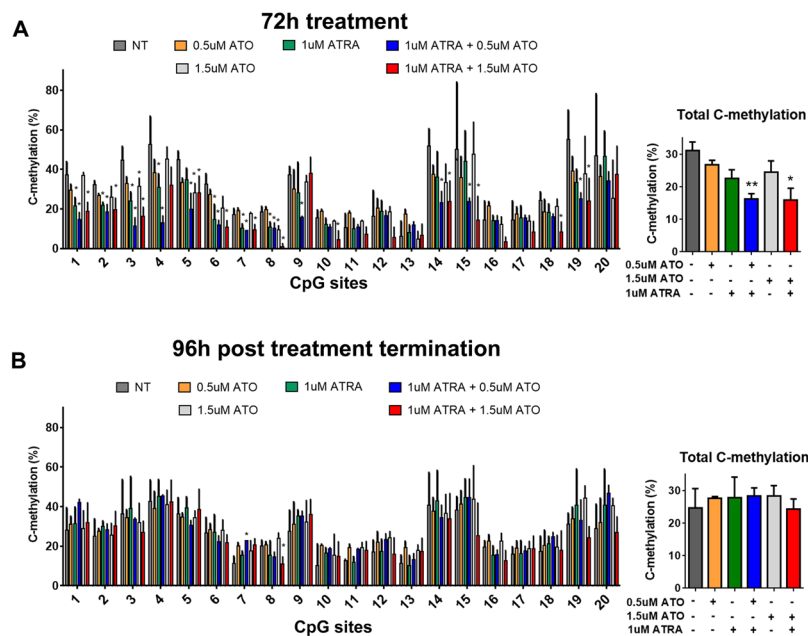 A
72h treatment
NT 0.5uM ATO 1uM ATRA 1uM ATRA + 0.5uM ATO
1.5uM ATO 1uM ATRA + 1.5uM ATO
C-methylation (%)
80
60
40
20
0
1 2 3 4 5 6 7 8 9 10 11 12 13 14 15 16 17 18 19 20
CpG sites
Total C-methylation
C-methylation (%)
30
20
10
0
** *
0.5uM ATO - + - + - -
1.5uM ATO - - - - + +
1uM ATRA - - + + - +
B
96h post treatment termination
NT 0.5uM ATO 1uM ATRA 1uM ATRA + 0.5uM ATO
1.5uM ATO 1uM ATRA + 1.5uM ATO
C-methylation (%)
80
60
40
20
0
1 2 3 4 5 6 7 8 9 10 11 12 13 14 15 16 17 18 19 20
CpG sites
Total C-methylation
C-methylation (%)
30
20
10
0
0.5uM ATO - + - + - -
1.5uM ATO - - - - + +
1uM ATRA - - + + - +